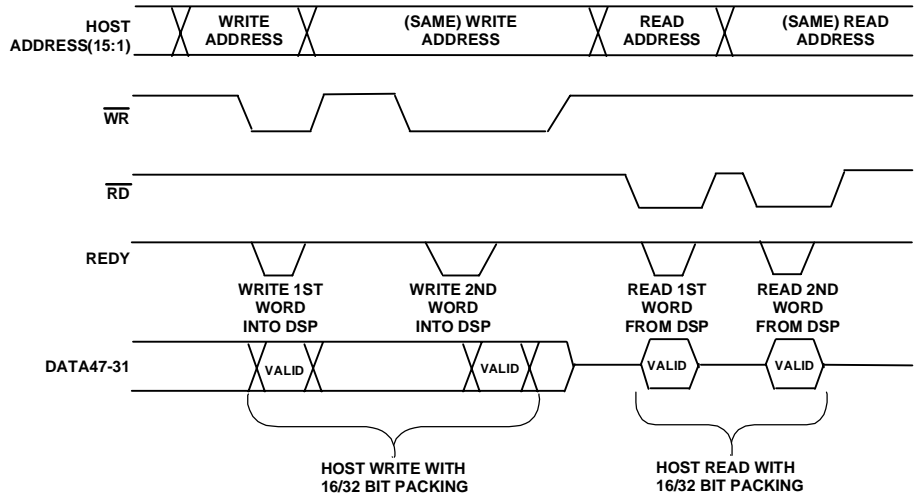 HOST
ADDRESS(15:1)
WRITE
ADDRESS
(SAME) WRITE
ADDRESS
READ
ADDRESS
(SAME) READ
ADDRESS
WR
RD
REDY
WRITE 1ST
WORD
INTO DSP
WRITE 2ND
WORD
INTO DSP
READ 1ST
WORD
FROM DSP
READ 2ND
WORD
FROM DSP
DATA47-31
VALID
VALID
VALID
VALID
HOST WRITE WITH
16/32 BIT PACKING
HOST READ WITH
16/32 BIT PACKING